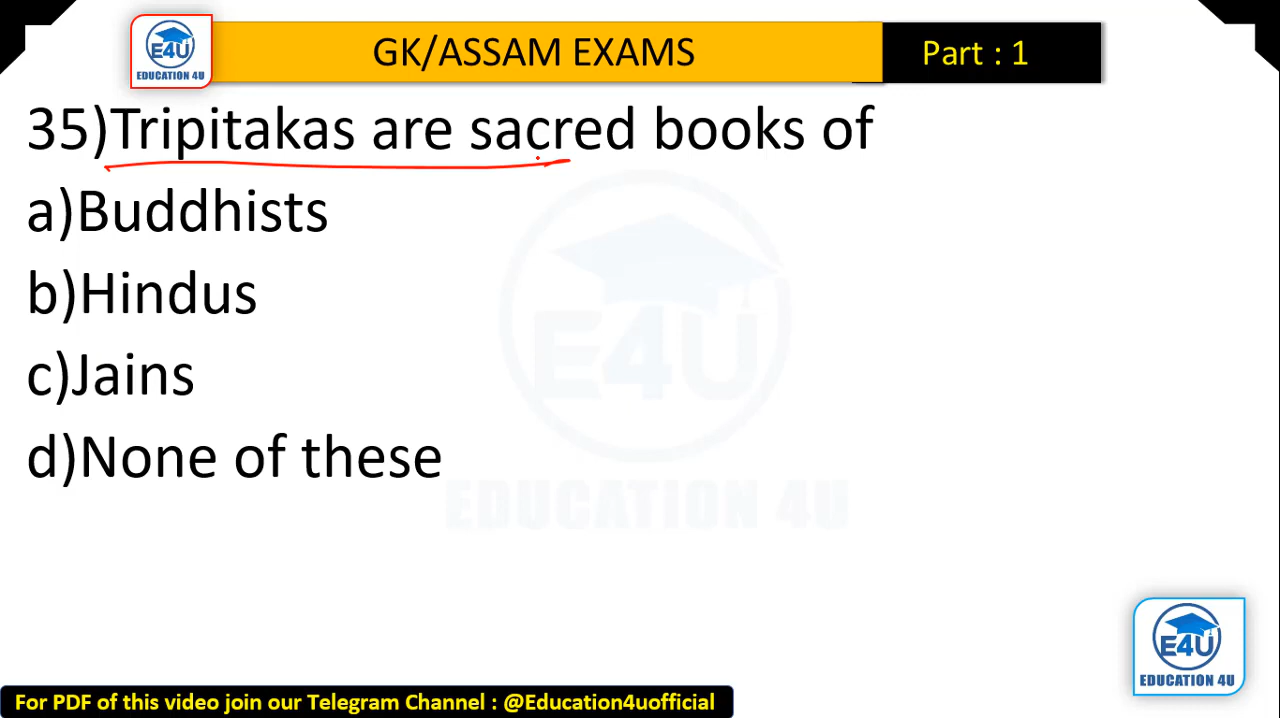 E4U
EDUCATION 4U
GK/ASSAM EXAMS
Part : 1
35)Tripitakas are sacred books of
a)Buddhists
b)Hindus
c)Jains
d)None of these
E4U
EDUCATION 4U
E4U
EDUCATION 4U
For PDF of this video join our Telegram Channel : @Education4uofficial